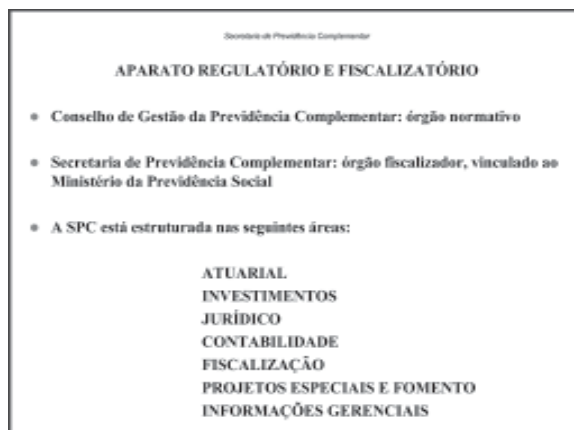 Secretaria de Previdência Complementar
APARATO REGULATÓRIO E FISCALIZATÓRIO
● Conselho de Gestão da Previdência Complementar: órgão normativo
● Secretaria de Previdência Complementar: órgão fiscalizador, vinculado ao
Ministério da Previdência Social
● A SPC está estruturada nas seguintes áreas:
ATUARIAL
INVESTIMENTOS
JURÍDICO
CONTABILIDADE
FISCALIZAÇÃO
PROJETOS ESPECIAIS E FOMENTO
INFORMAÇÕES GERENCIAIS